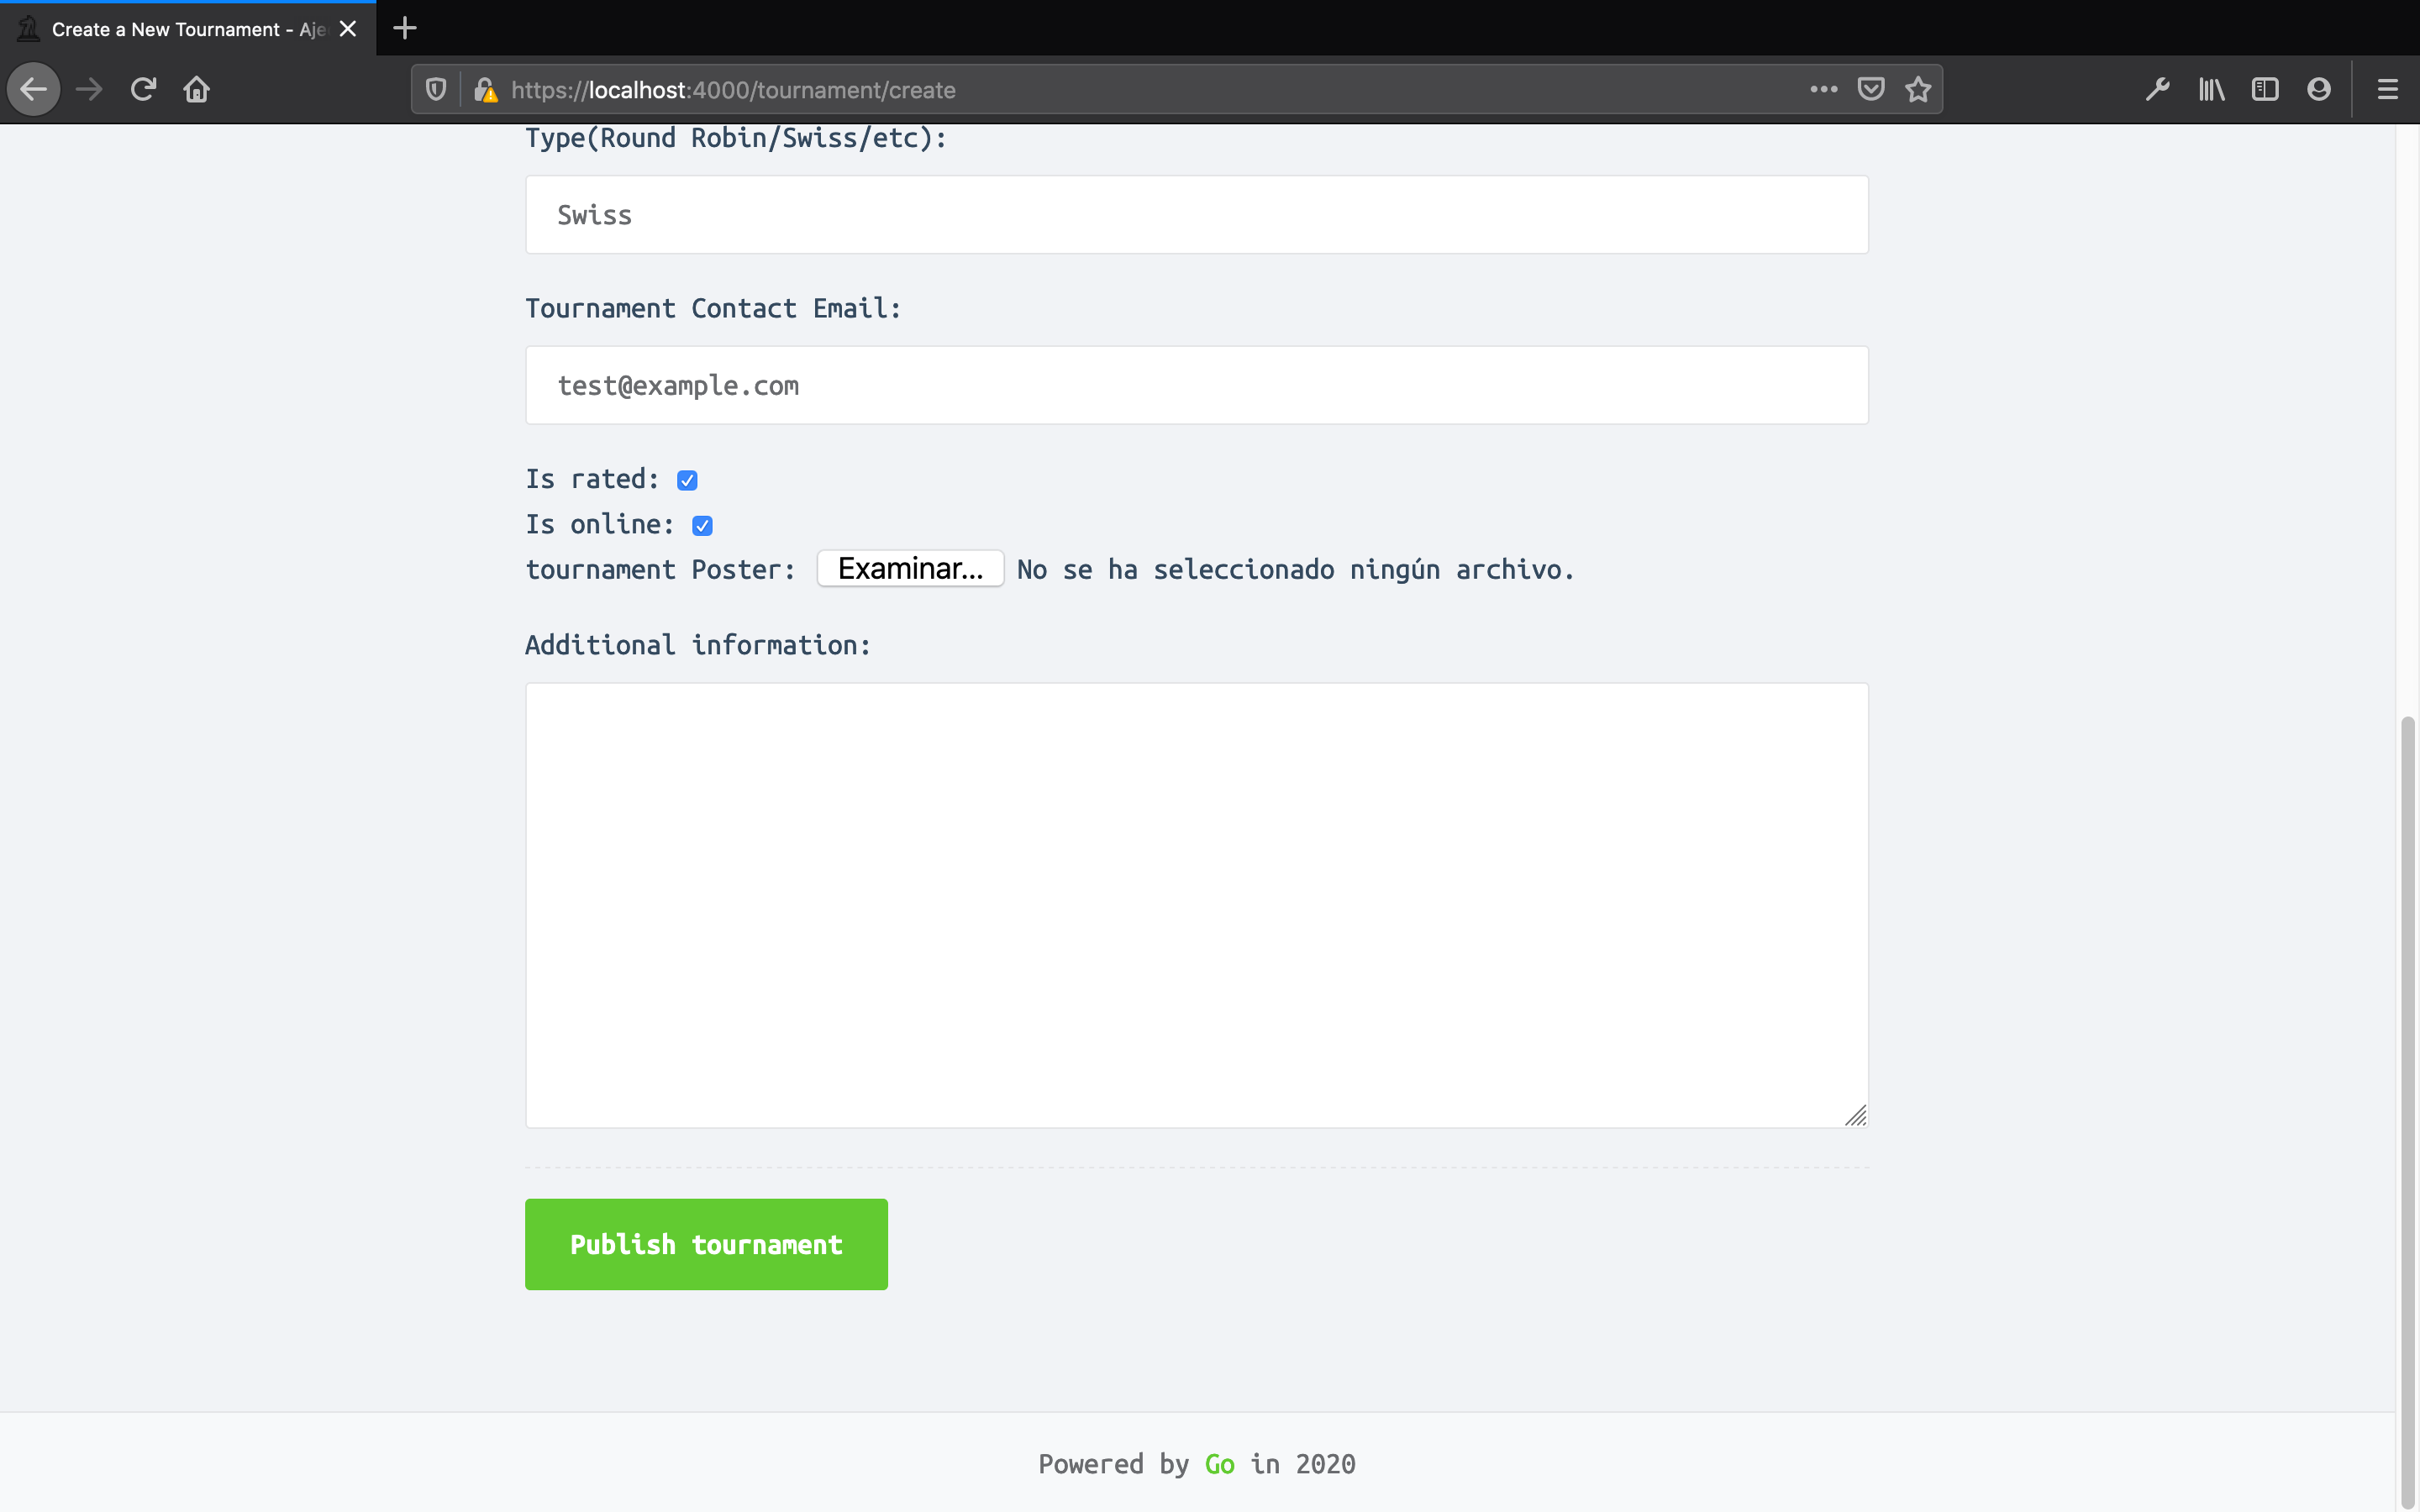 Create a New Tournament - Aje
https://localhost:4000/tournament/create
Type(Round Robin/Swiss/etc):
Swiss
Tournament Contact Email:
test@example.com
Is rated:
Is online:
tournament Poster: Examinar... No se ha seleccionado ningún archivo.
Additional information:
Publish tournament
Powered by Go in 2020